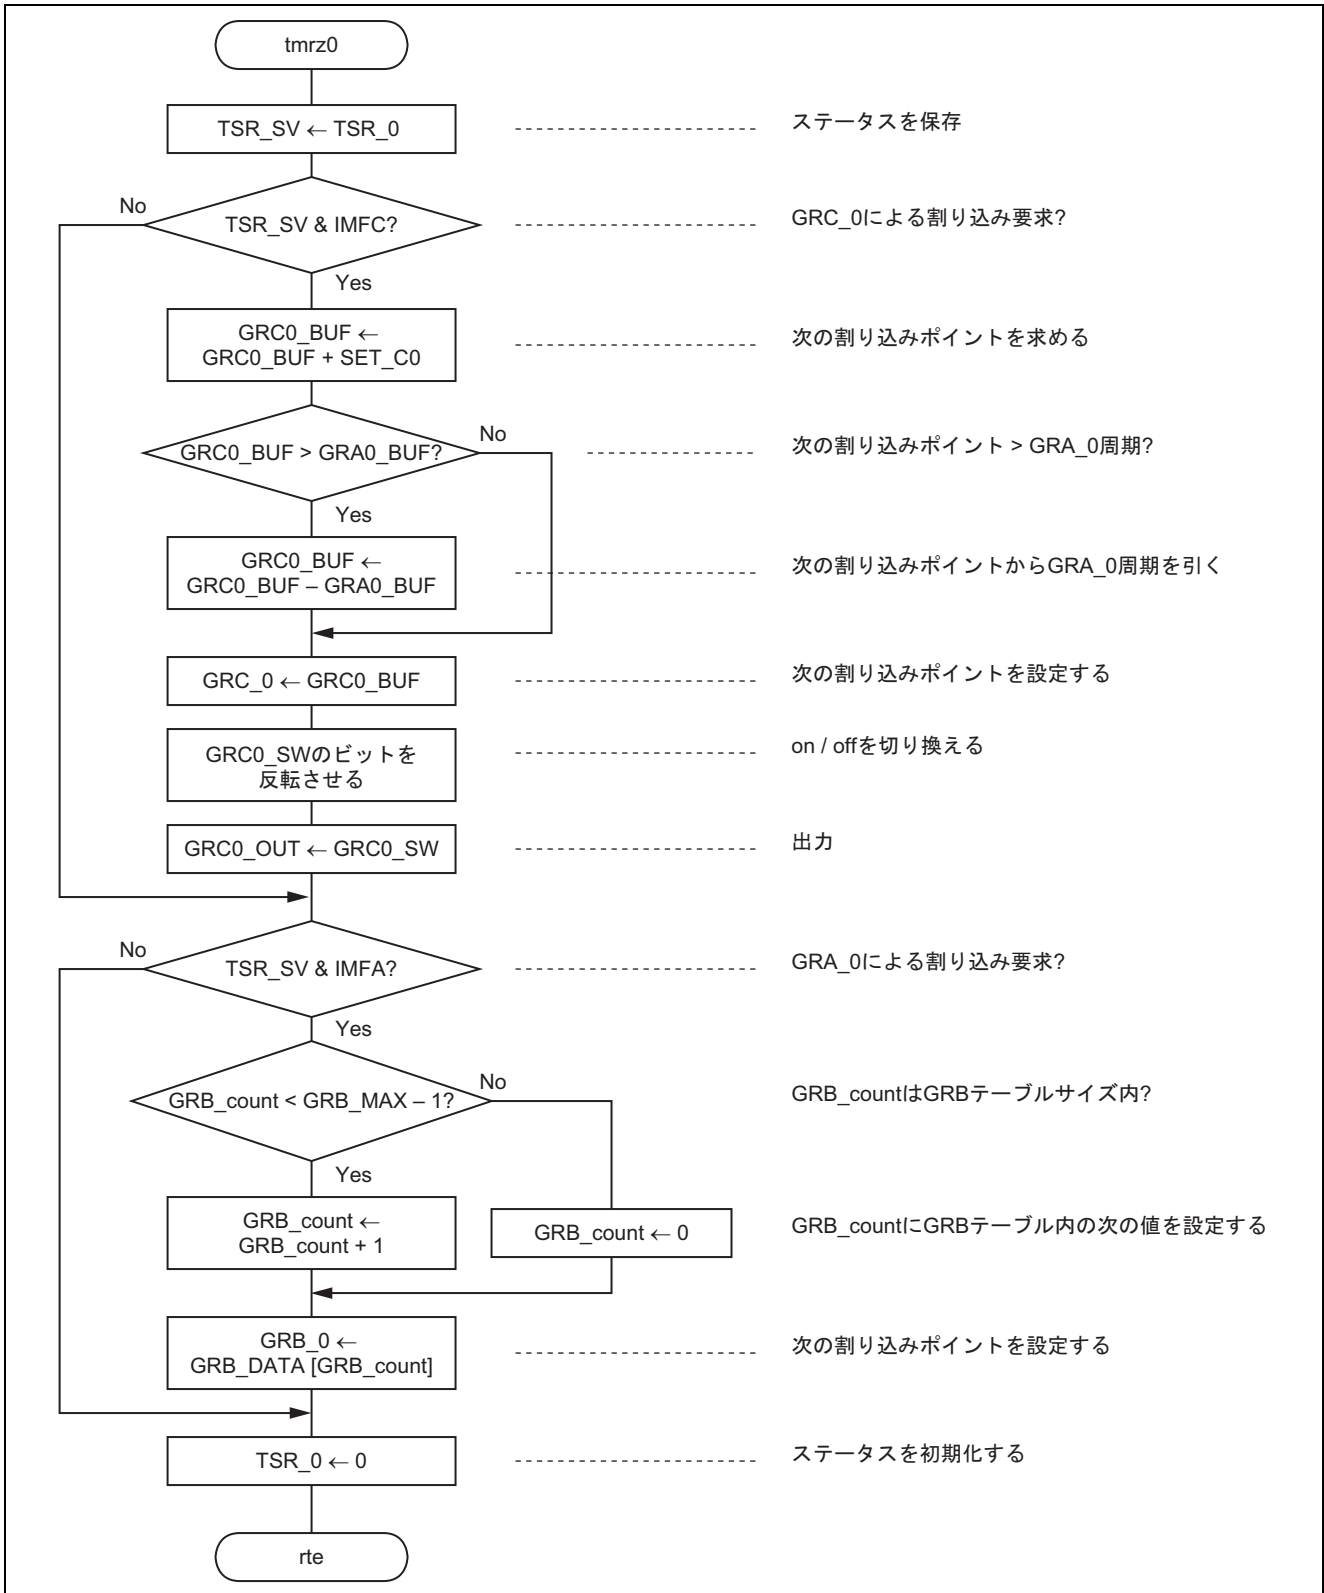 tmrz0
TSR_SV ← TSR_0
ステータスを保存
No
TSR_SV & IMFC?
GRC_0による割り込み要求?
Yes
GRC0_BUF ←
GRC0_BUF + SET_C0
次の割り込みポイントを求める
GRC0_BUF > GRA0_BUF?
No
次の割り込みポイント > GRA_0周期?
Yes
GRC0_BUF ←
GRC0_BUF – GRA0_BUF
次の割り込みポイントからGRA_0周期を引く
GRC_0 ← GRC0_BUF
次の割り込みポイントを設定する
GRC0_SWのビットを
反転させる
on / offを切り換える
GRC0_OUT ← GRC0_SW
出力
No
TSR_SV & IMFA?
GRA_0による割り込み要求?
Yes
GRB_count < GRB_MAX – 1?
No
GRB_countはGRBテーブルサイズ内?
Yes
GRB_count ←
GRB_count + 1
GRB_count ← 0
GRB_countにGRBテーブル内の次の値を設定する
GRB_0 ←
GRB_DATA [GRB_count]
次の割り込みポイントを設定する
TSR_0 ← 0
ステータスを初期化する
rte